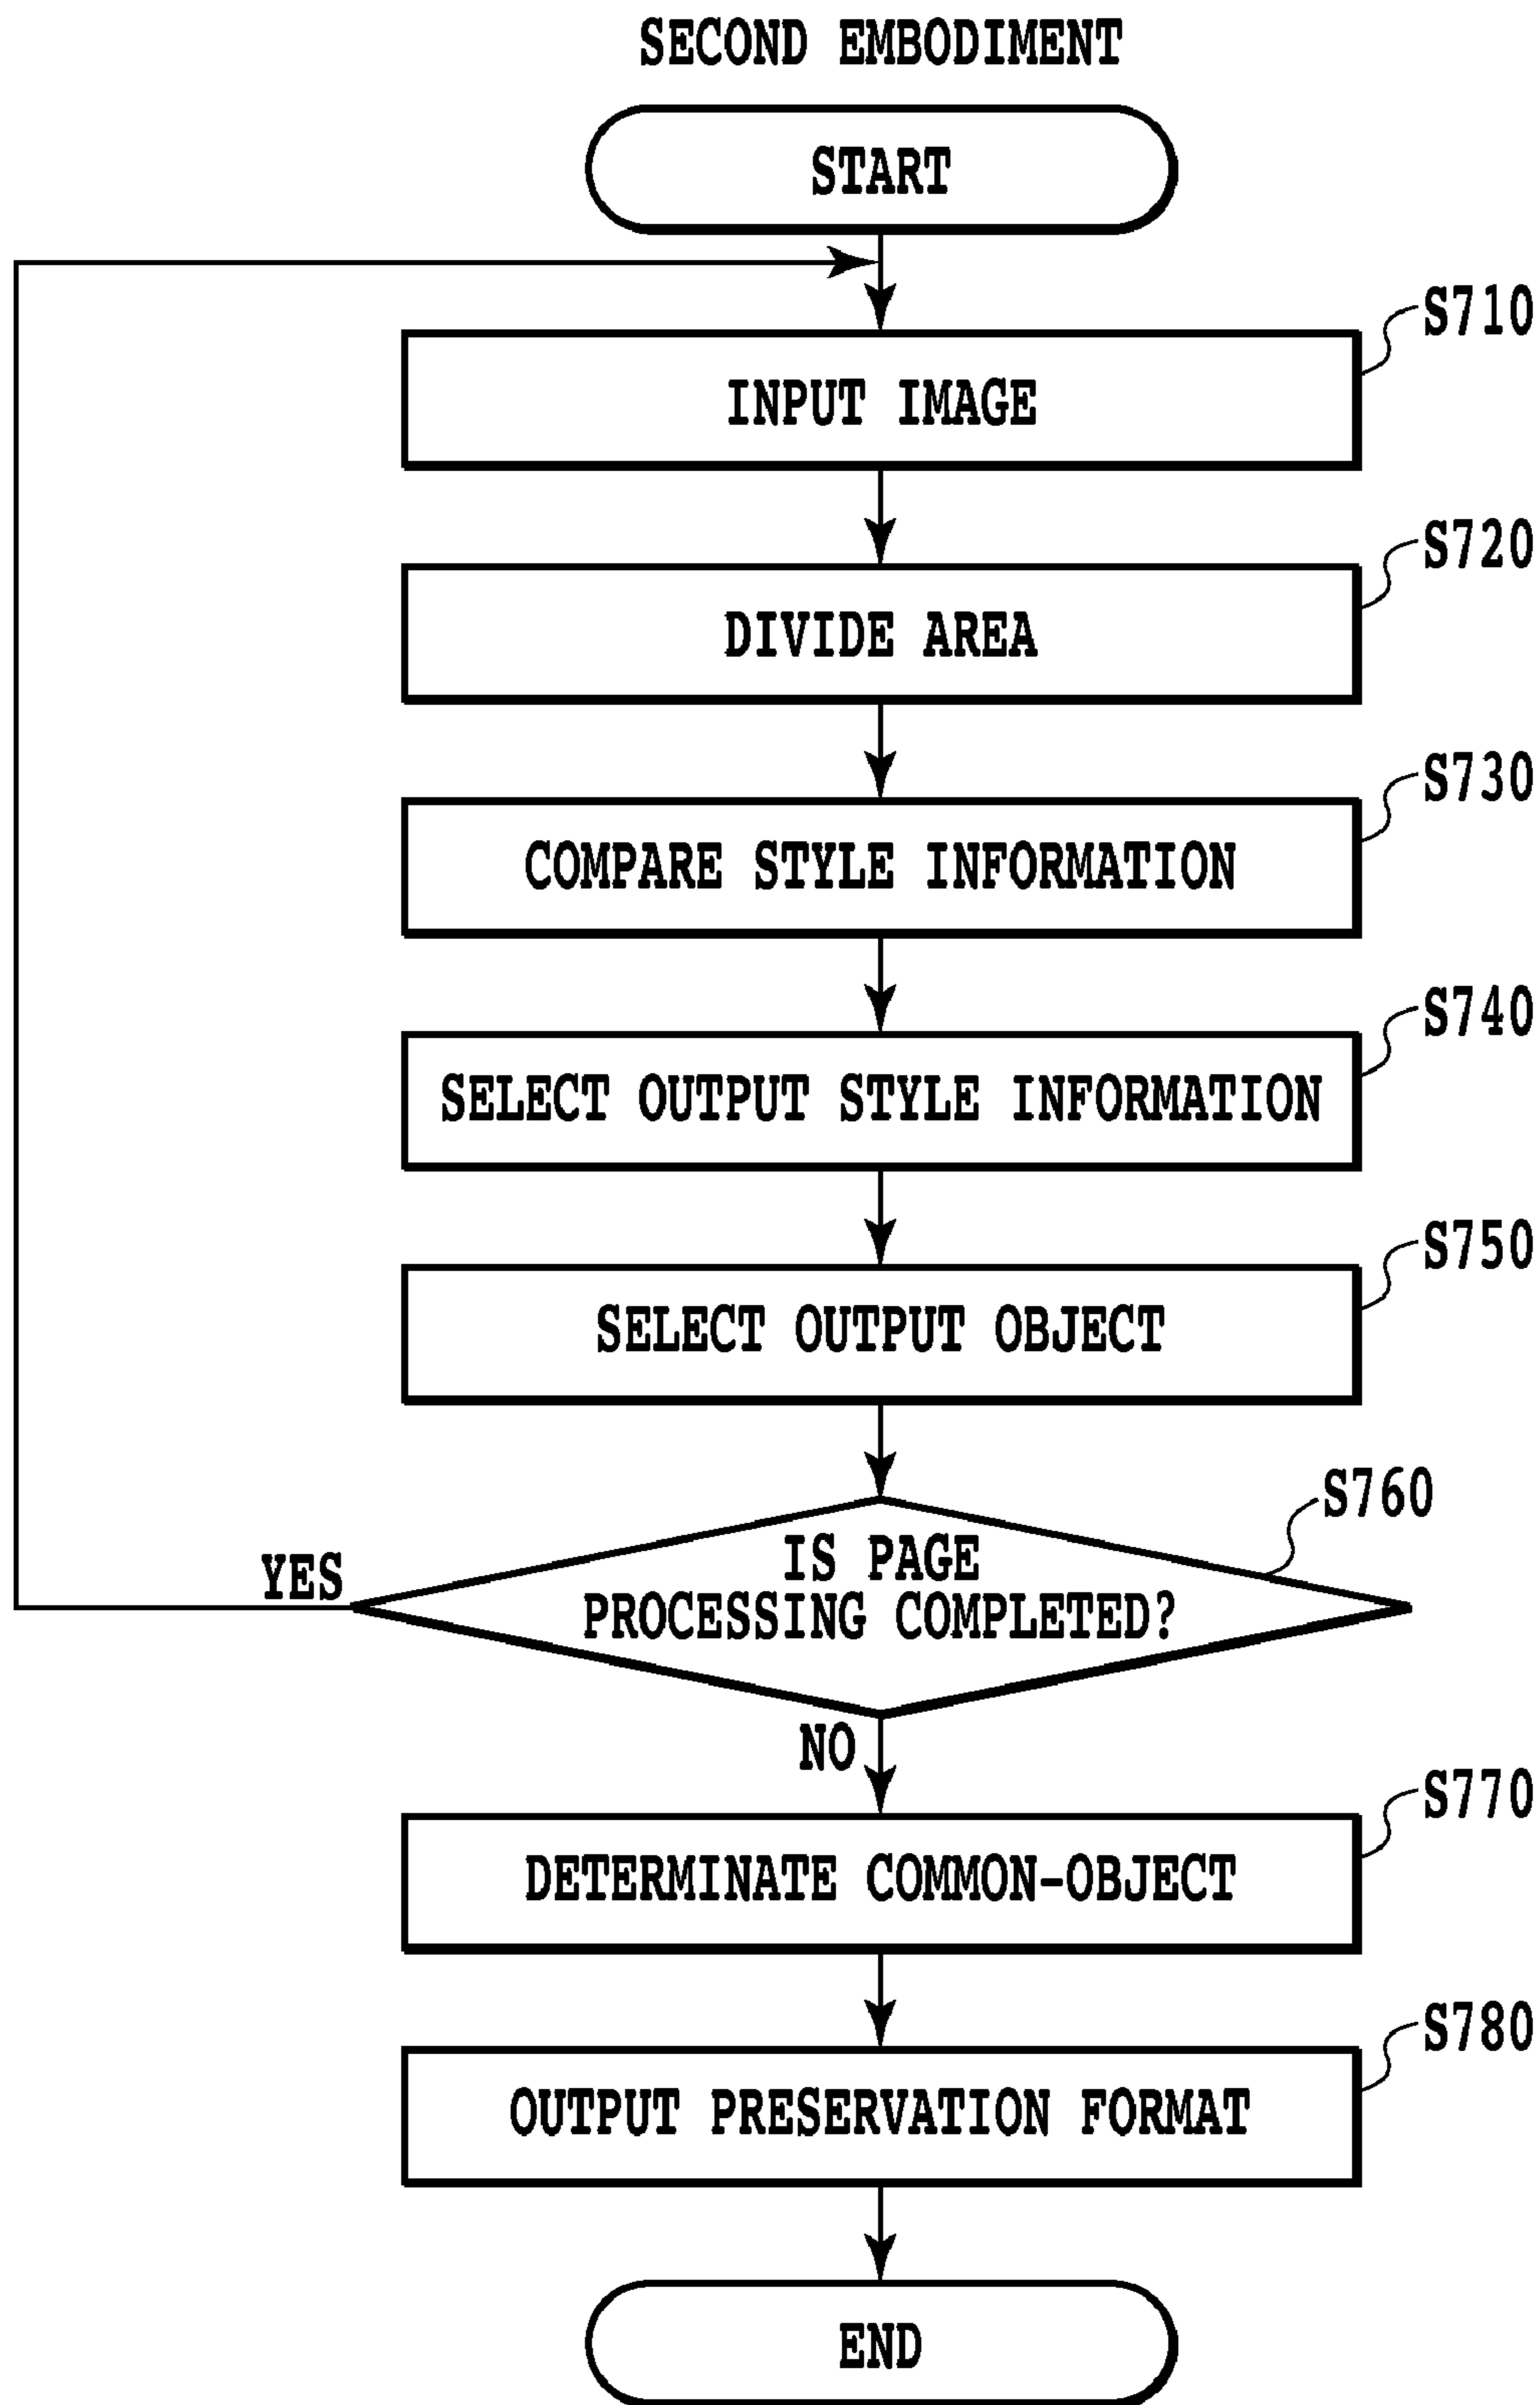 SECOND EMBODIMENT
START
S710
INPUT IMAGE
S720
DIVIDE AREA
S730
COMPARE STYLE INFORMATION
S740
SELECT OUTPUT STYLE INFORMATION
S750
SELECT OUTPUT OBJECT
S760
IS PAGE
PROCESSING COMPLETED?
YES
NO
S770
DETERMINATE COMMON-OBJECT
S780
OUTPUT PRESERVATION FORMAT
END